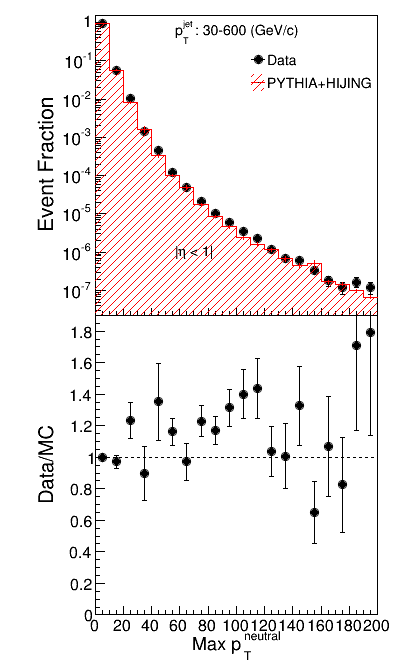 1
p_T^jet : 30-600 (GeV/c)
10^-1
Data
PYTHIA+HIJING
10^-2
10^-3
Event Fraction
10^-4
10^-5
10^-6
|η < 1|
10^-7
1.8
1.6
1.4
1.2
1
Data/MC
0.8
0.6
0.4
0.2
0
0 20 40 60 80 100 120 140 160 180 200
Max p_T^neutral